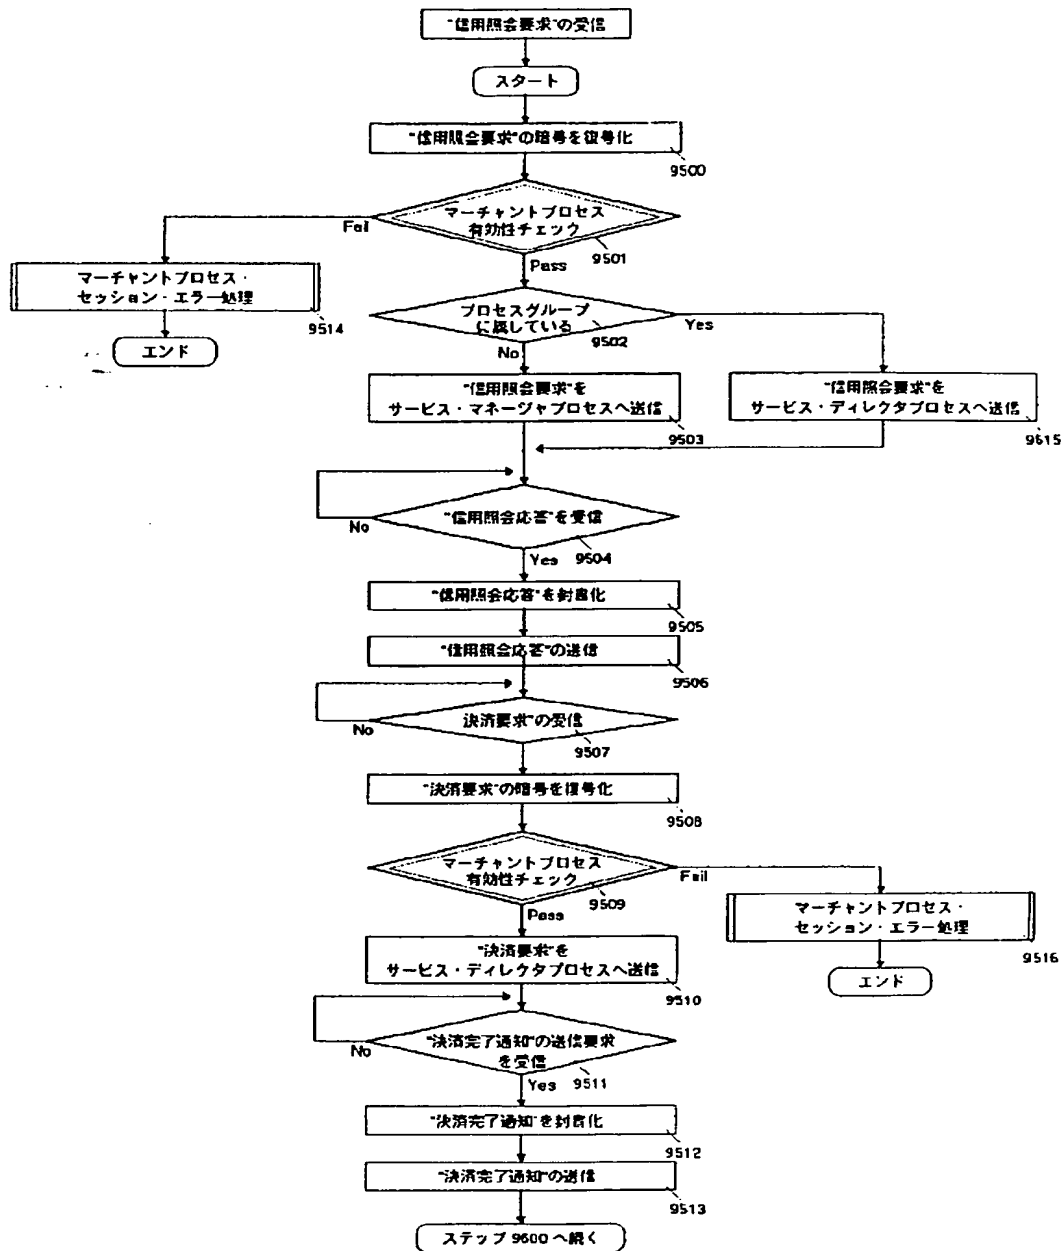 "信用照会要求"の受信
スタート
"信用照会要求"の暗号を復号化
9500
マーチャントプロセス
有効性チェック
9501
Fail
Pass
マーチャントプロセス・
セッション・エラー処理
9514
エンド
プロセスグループ
に属している
9502
Yes
No
"信用照会要求"を
サービス・マネージャプロセスへ送信
9503
"信用照会要求"を
サービス・ディレクタプロセスへ送信
9515
"信用照会応答"を受信
No
Yes
9504
"信用照会応答"を封書化
9505
"信用照会応答"の送信
9506
決済要求"の受信
No
9507
"決済要求"の暗号を復号化
9508
マーチャントプロセス
有効性チェック
9509
Fail
Pass
マーチャントプロセス・
セッション・エラー処理
9516
エンド
"決済要求"を
サービス・ディレクタプロセスへ送信
9510
"決済完了通知"の送信要求
を受信
No
Yes
9511
"決済完了通知"を封書化
9512
"決済完了通知"の送信
9513
ステップ 9600 へ続く